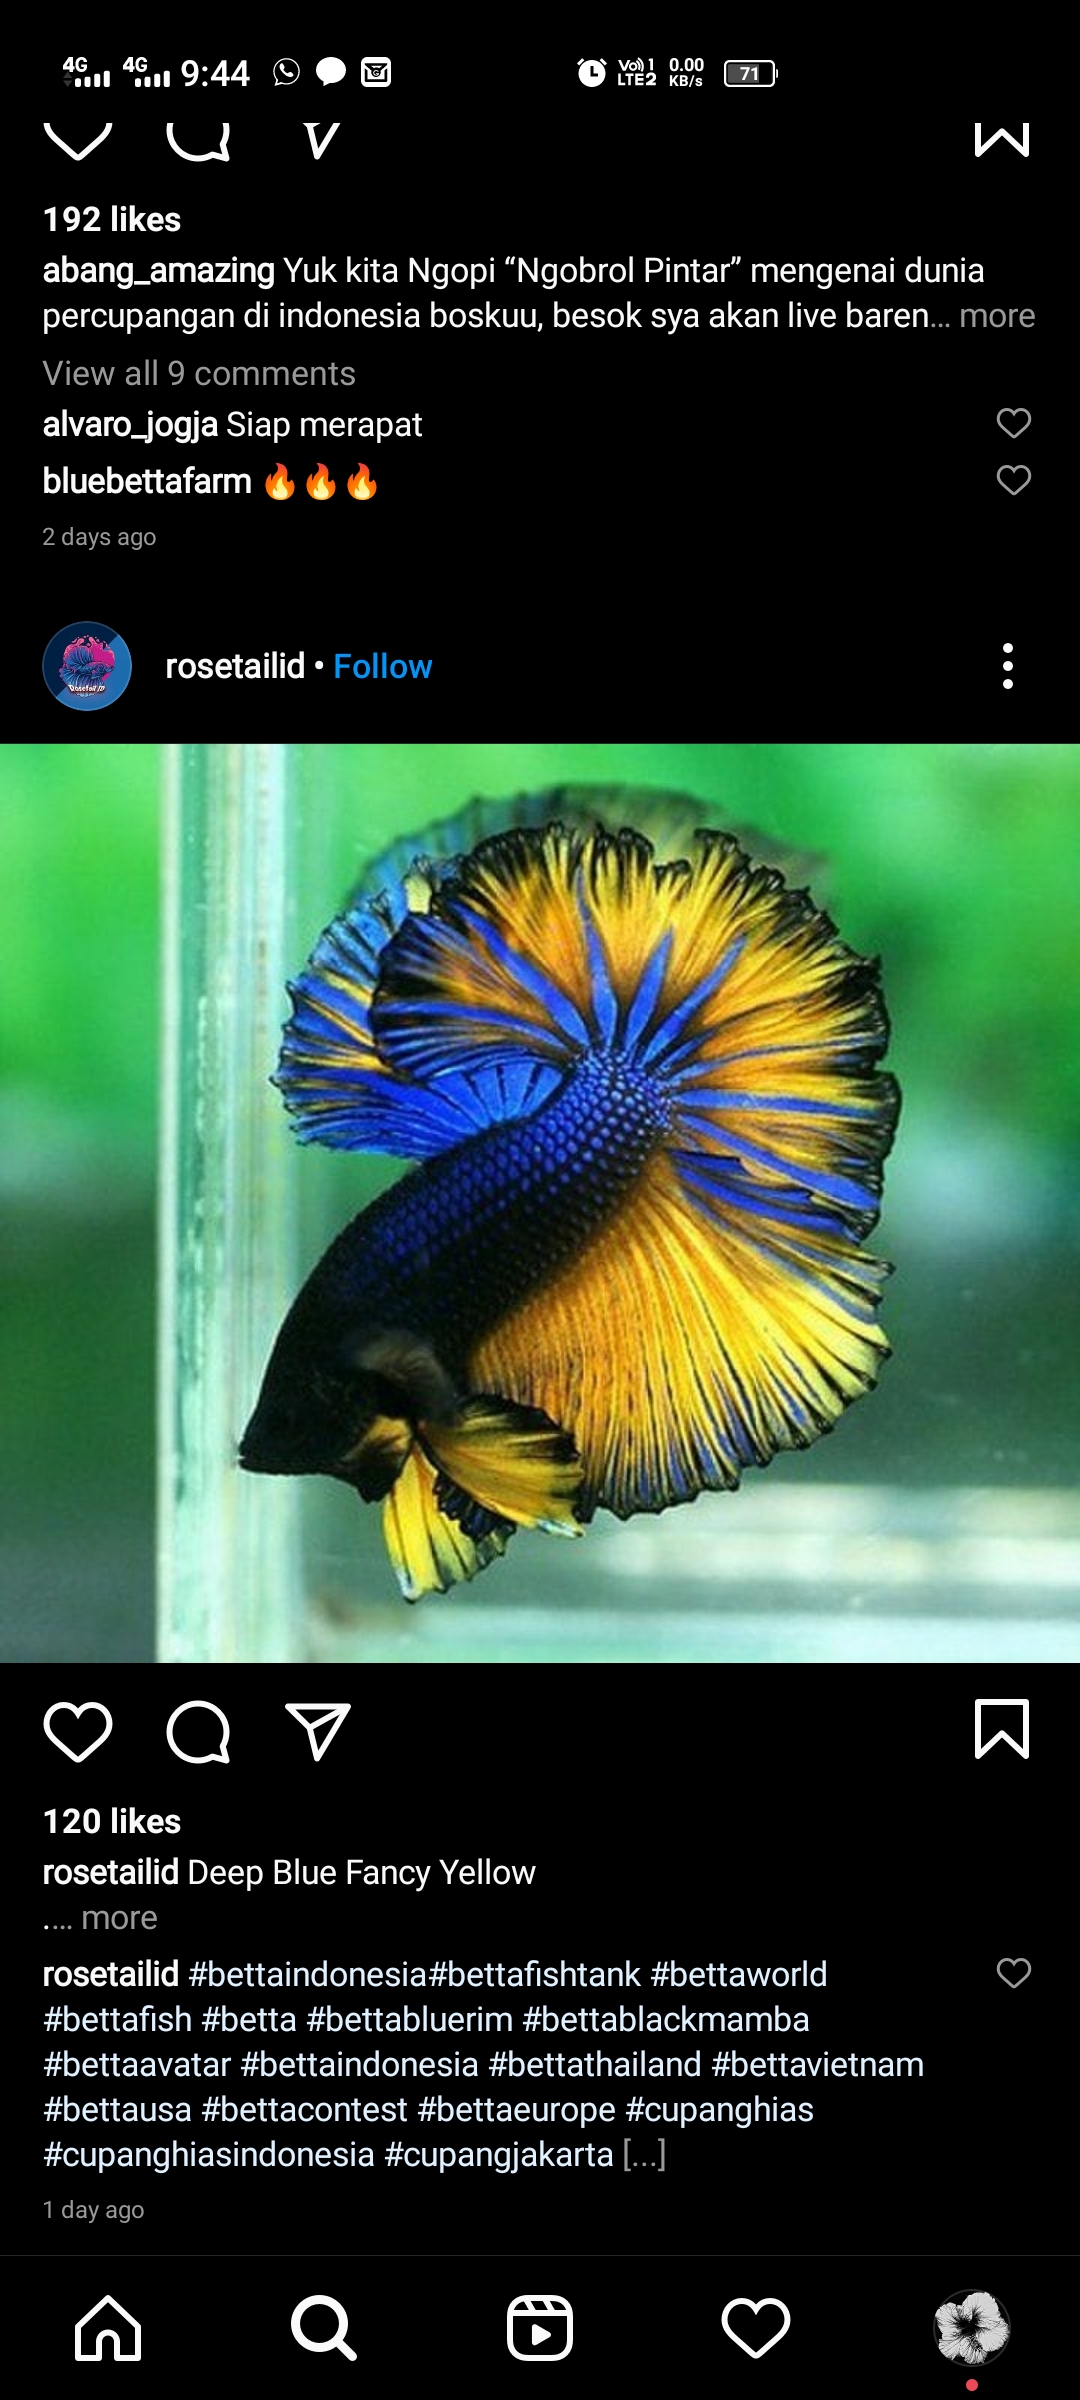 4G 4G 9:44 Vo)) 1 LTE2 0.00 KB/s 71
192 likes
abang_amazing Yuk kita Ngopi “Ngobrol Pintar” mengenai dunia
percupangan di indonesia boskuu, besok sya akan live baren... more
View all 9 comments
alvaro_jogja Siap merapat
bluebettafarm 🔥🔥🔥
2 days ago
Rosetail ID
rosetailid • Follow
120 likes
rosetailid Deep Blue Fancy Yellow
.... more
rosetailid #bettaindonesia#bettafishtank #bettaworld
#bettafish #betta #bettabluerim #bettablackmamba
#bettaavatar #bettaindonesia #bettathailand #bettavietnam
#bettausa #bettacontest #bettaeurope #cupanghias
#cupanghiasindonesia #cupangjakarta [...]
1 day ago